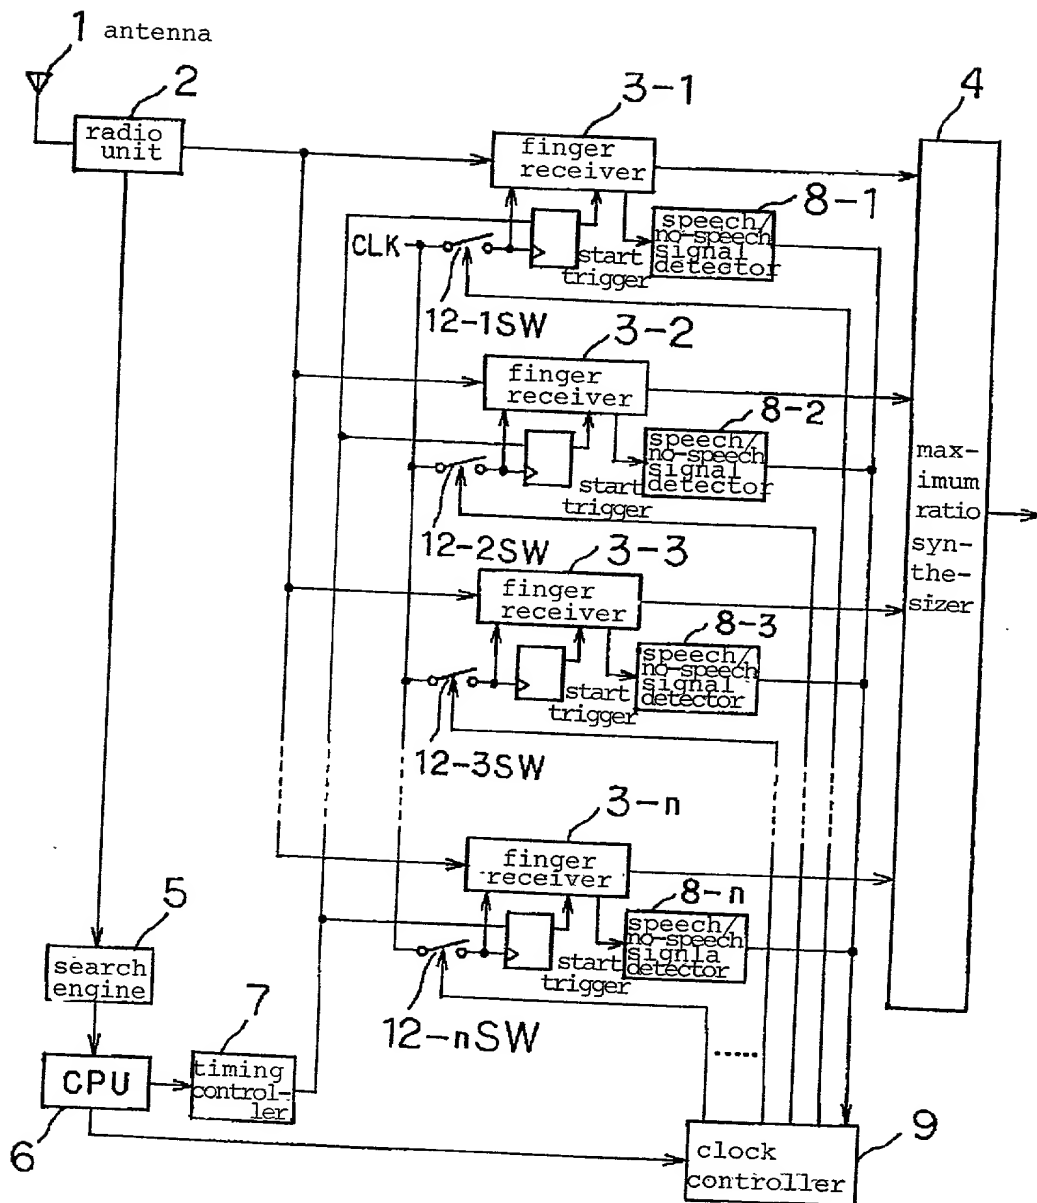 1 antenna
2
radio
unit
3-1
finger
receiver
4
8-1
speech/
no-speech
signal
detector
CLK
start
trigger
12-1SW
3-2
finger
receiver
8-2
speech/
no-speech
signal
detector
start
trigger
12-2SW
max-
imum
ratio
syn-
the-
sizer
3-3
finger
receiver
8-3
speech/
no-speech
signal
detector
start
trigger
12-3SW
3-n
finger
receiver
8-n
speech/
no-speech
signla
detector
start
trigger
12-nSW
5
search
engine
7
timing
control-
ler
CPU
6
9
clock
controller